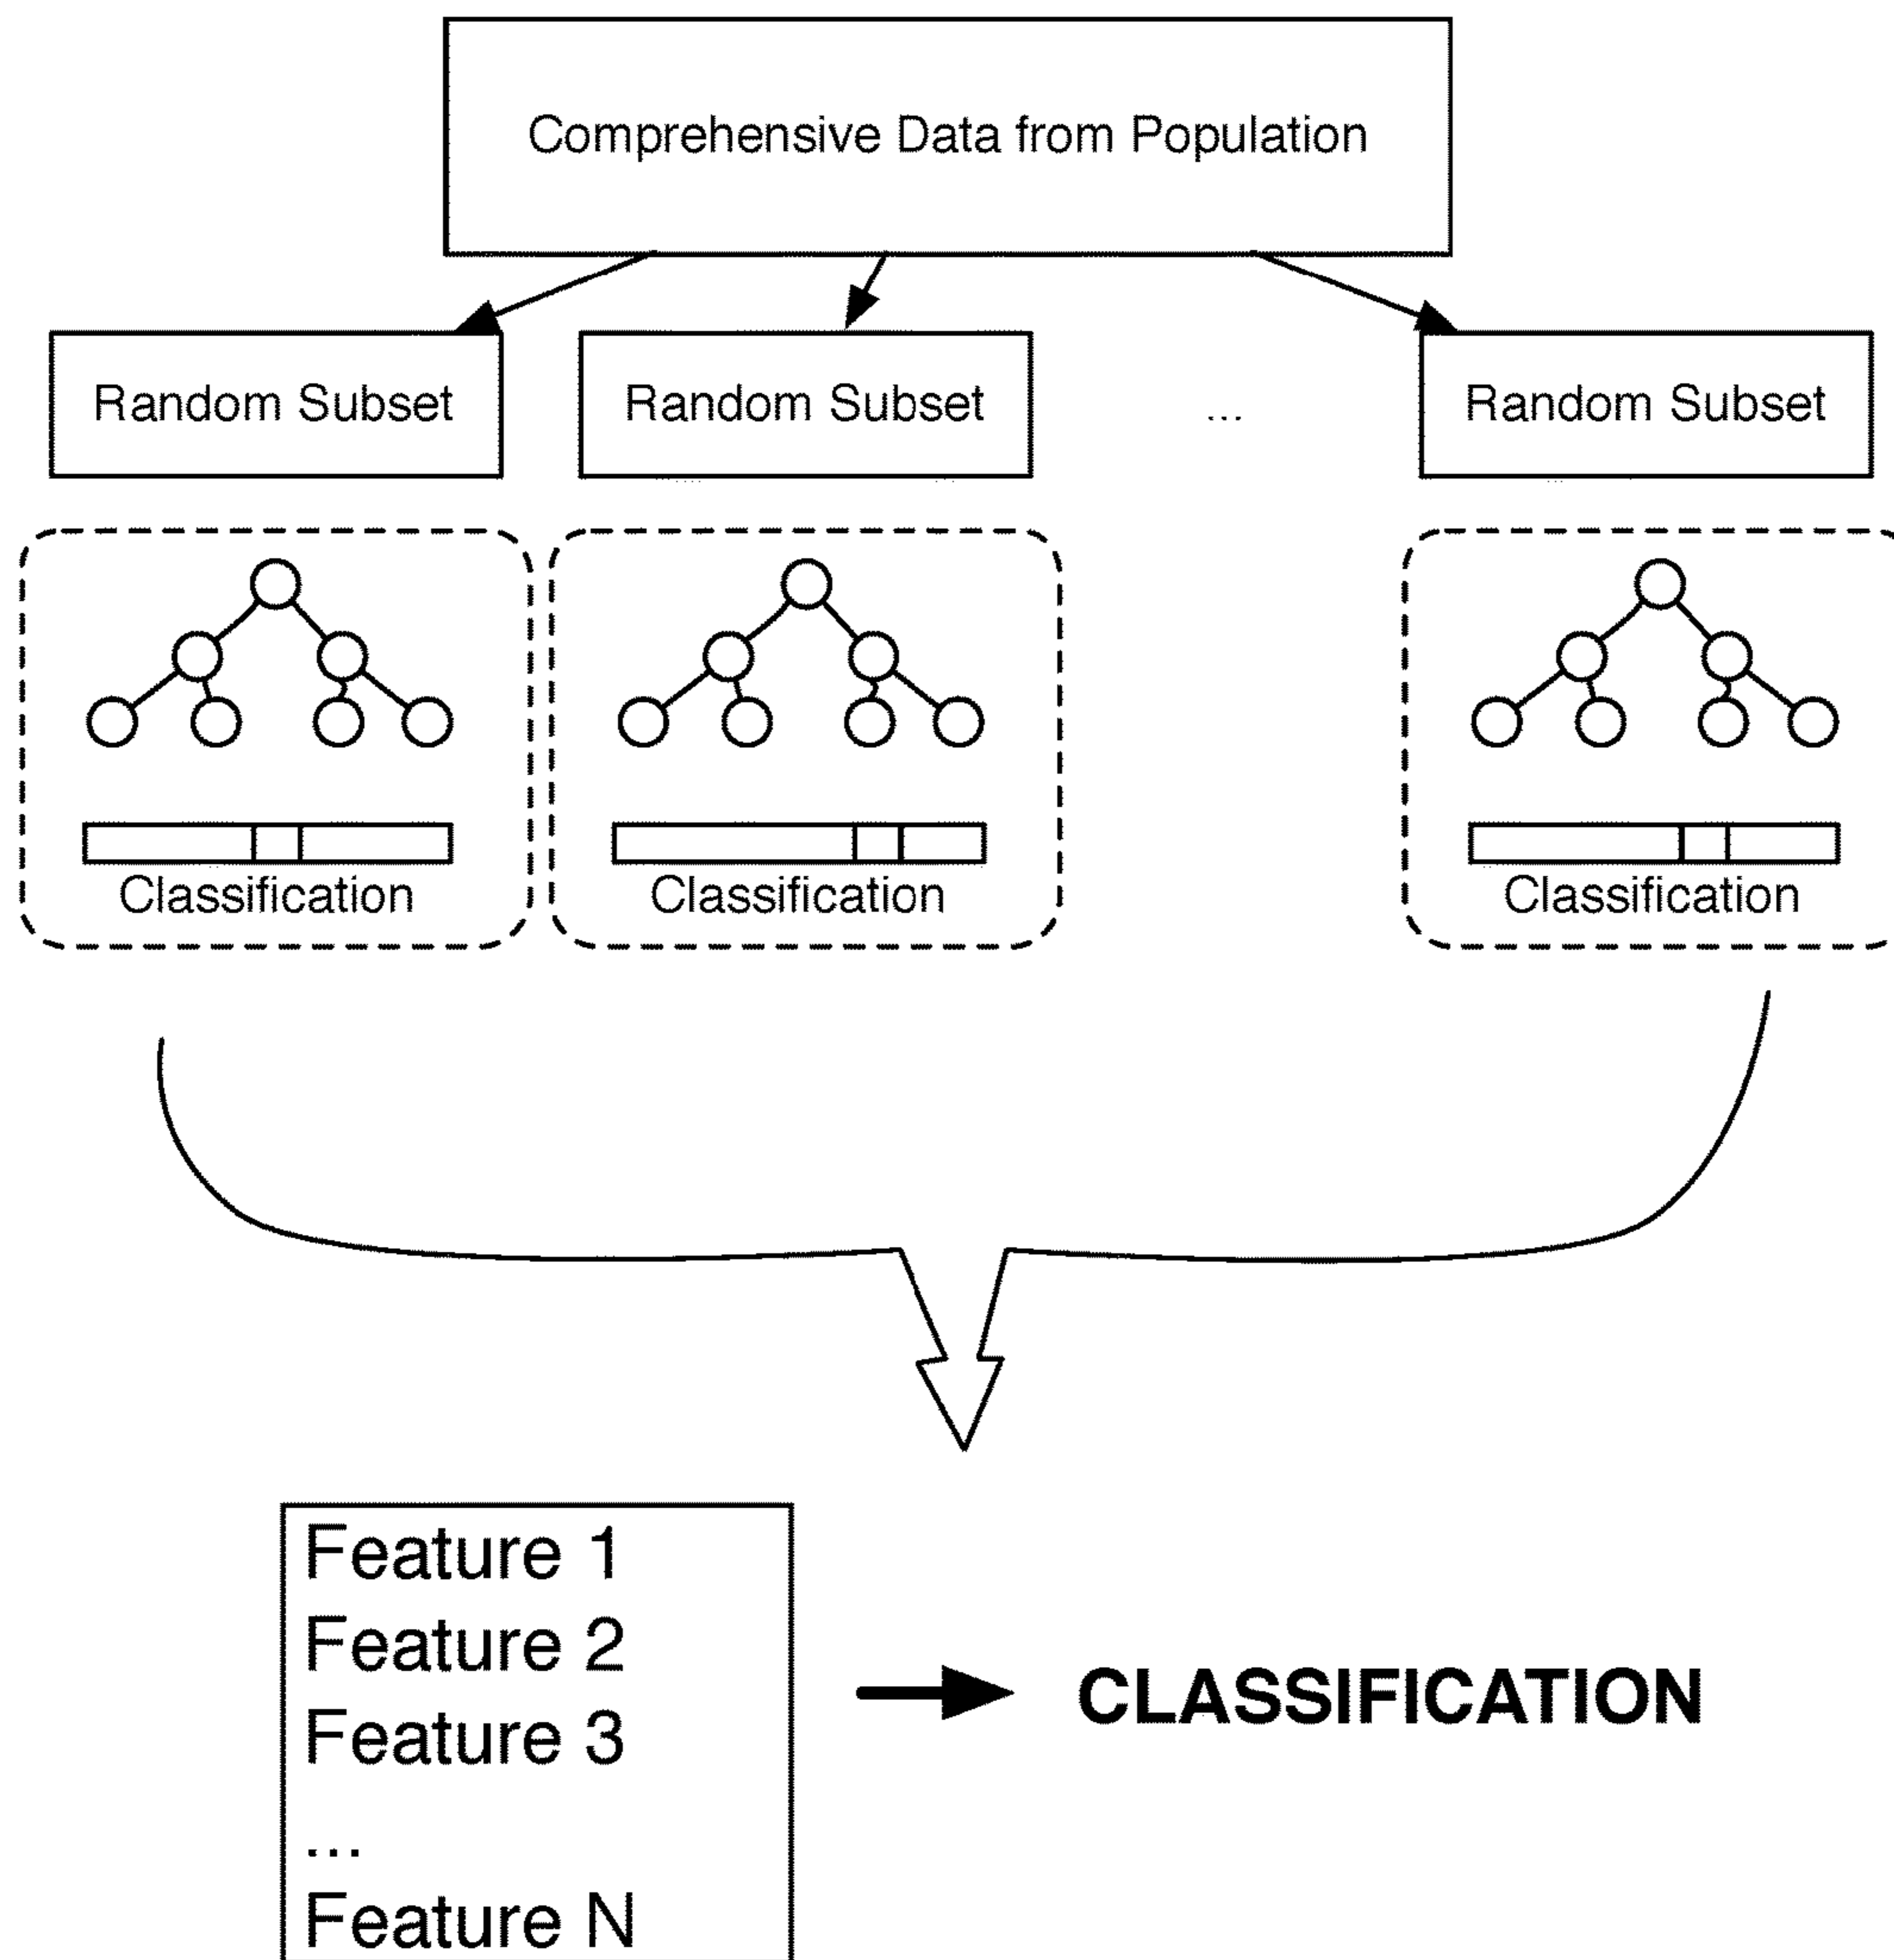 Comprehensive Data from Population
Random Subset
Random Subset
...
Random Subset
Classification
Classification
Classification
Feature 1
Feature 2
Feature 3
...
Feature N
CLASSIFICATION